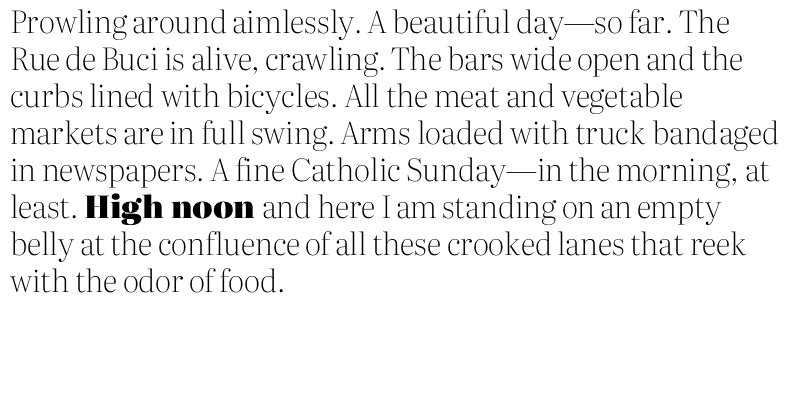 Prowling around aimlessly. A beautiful day—so far. The
Rue de Buci is alive, crawling. The bars wide open and the
curbs lined with bicycles. All the meat and vegetable
markets are in full swing. Arms loaded with truck bandaged
in newspapers. A fine Catholic Sunday—in the morning, at
least. High noon and here I am standing on an empty
belly at the confluence of all these crooked lanes that reek
with the odor of food.